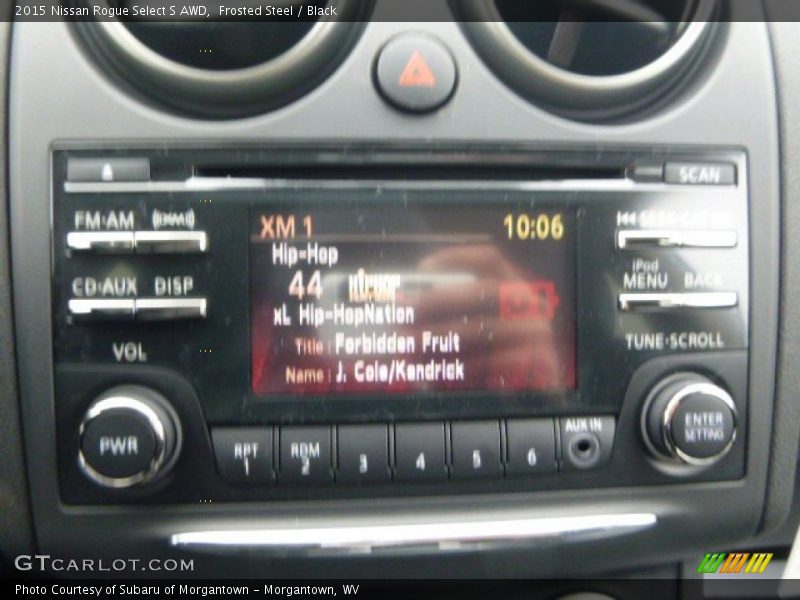 2015 Nissan Rogue Select S AWD,  Frosted Steel / Black
SCAN
FM·AM
((XM))
XM 1
10:06
Hip-Hop
CD·AUX
DISP
44
iPod
MENU
BACK
xL Hip-HopNation
Title : Forbidden Fruit
Name : J. Cole/Kendrick
VOL
TUNE·SCROLL
PWR
ENTER
SETTING
AUX IN
RPT
1
RDM
2
3
4
5
6
GTCARLOT.COM
Photo Courtesy of Subaru of Morgantown - Morgantown, WV